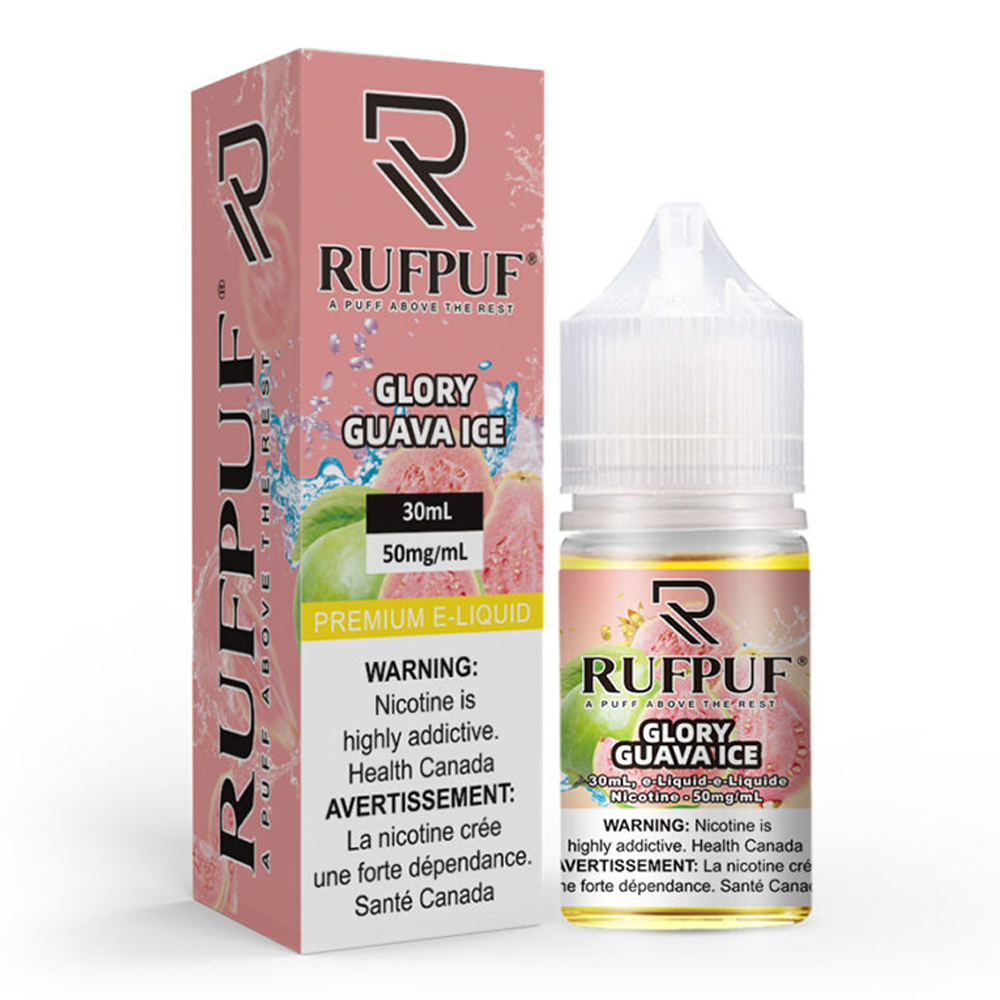 RUFPUF®
A PUFF ABOVE THE REST
RUFPUF®
A PUFF ABOVE THE REST
GLORY
GUAVA ICE
30mL
50mg/mL
PREMIUM E-LIQUID
WARNING:
Nicotine is
highly addictive.
Health Canada
AVERTISSEMENT:
La nicotine crée
une forte dépendance.
Santé Canada
RUFPUF®
A PUFF ABOVE THE REST
GLORY
GUAVA ICE
30mL, e-Liquid-e-Liquide
Nicotine - 50mg/mL
WARNING: Nicotine is
highly addictive. Health Canada
AVERTISSEMENT: La nicotine cré
ne forte dépendance. Santé Canad